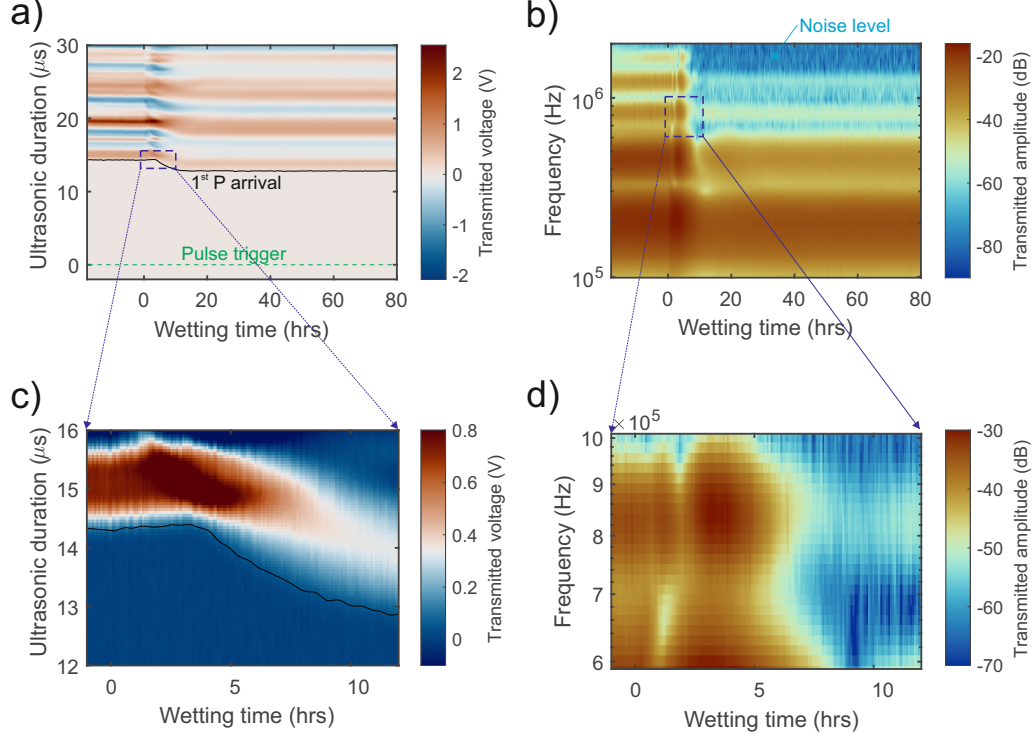 a)
30
20
10
0
Ultrasonic duration (μs)
1st P arrival
Pulse trigger
0 20 40 60 80
Wetting time (hrs)
2
1
0
-1
-2
Transmitted voltage (V)
b)
Noise level
10^6
10^5
Frequency (Hz)
0 20 40 60 80
Wetting time (hrs)
-20
-40
-60
-80
Transmitted amplitude (dB)
c)
16
15
14
13
12
Ultrasonic duration (μs)
0 5 10
Wetting time (hrs)
0.8
0.6
0.4
0.2
0
Transmitted voltage (V)
d)
× 10^5
10
9
8
7
6
Frequency (Hz)
0 5 10
Wetting time (hrs)
-30
-40
-50
-60
-70
Transmitted amplitude (dB)